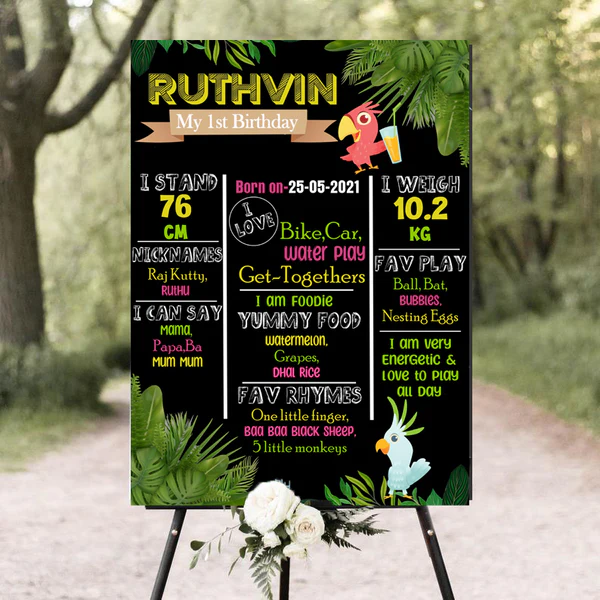 RUTHVIN
My 1st Birthday
I STAND
76
CM
NICKNAMES
Raj Kutty,
Ruthu
I CAN SAY
Mama,
Papa,Ba
Mum Mum
Born on-25-05-2021
I
LOVE
Bike,Car,
Water Play
Get-Togethers
I am Foodie
YUMMY FOOD
Watermelon,
Grapes,
Dhal Rice
FAV RHYMES
One little finger,
Baa Baa Black Sheep,
5 little monkeys
I WEIGH
10.2
KG
FAV PLAY
Ball, Bat,
Bubbles,
Nesting Eggs
I am very
Energetic &
Love to play
all day